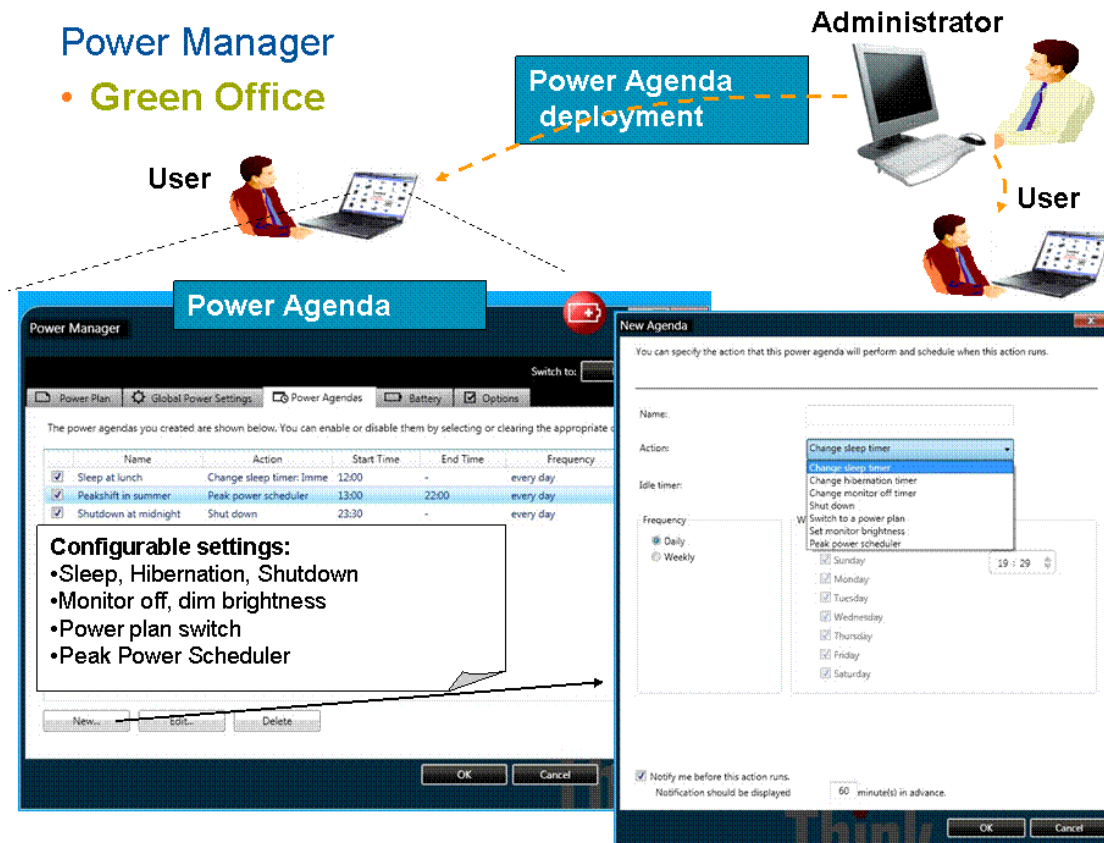 Power Manager
• Green Office
Administrator
Power Agenda
deployment
User
User
Power Agenda
Power Manager
Switch to:
Power Plan
Global Power Settings
Power Agendas
Battery
Options
The power agendas you created are shown below. You can enable or disable them by selecting or clearing the appropriate
Name Action Start Time End Time Frequency
Sleep at lunch Change sleep timer: Imme 12:00 - every day
Peakshift in summer Peak power scheduler 13:00 22:00 every day
Shutdown at midnight Shut down 23:30 - every day
Configurable settings:
•Sleep, Hibernation, Shutdown
•Monitor off, dim brightness
•Power plan switch
•Peak Power Scheduler
New... Edit... Delete
OK Cancel
New Agenda
You can specify the action that this power agenda will perform and schedule when this action runs.
Name:
Action: Change sleep timer
Change sleep timer
Change hibernation timer
Change monitor off timer
Shut down
Switch to a power plan
Set monitor brightness
Peak power scheduler
Idle timer:
Frequency
Daily
Weekly
Sunday
Monday
Tuesday
Wednesday
Thursday
Friday
Saturday
19 : 29
Notify me before this action runs.
Notification should be displayed 60 minute(s) in advance.
Think
OK Cancel